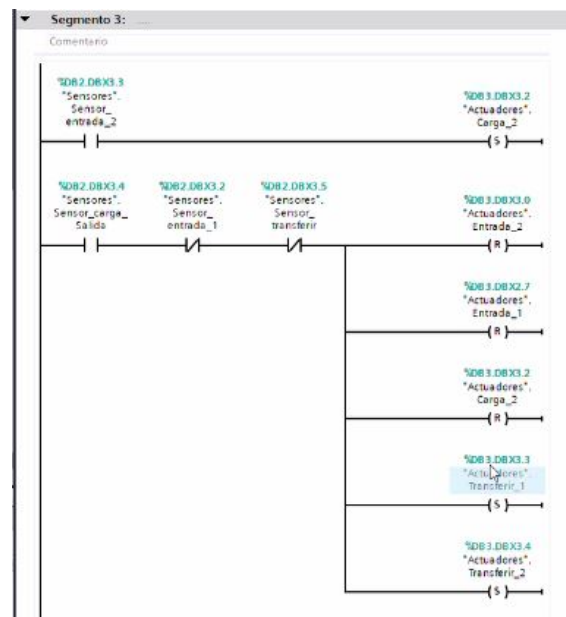 Segmento 3: ...
Comentario
%DB2.DBX3.3
"Sensores".
Sensor_
entrada_2
%DB3.DBX3.2
"Actuadores".
Carga_2
S
%DB2.DBX3.4
"Sensores".
Sensor_carga_
Salida
%DB2.DBX3.2
"Sensores".
Sensor_
entrada_1
%DB2.DBX3.5
"Sensores".
Sensor_
transferir
%DB3.DBX3.0
"Actuadores".
Entrada_2
R
%DB3.DBX2.7
"Actuadores".
Entrada_1
R
%DB3.DBX3.2
"Actuadores".
Carga_2
R
%DB3.DBX3.3
"Actuadores".
Transferir_1
S
%DB3.DBX3.4
"Actuadores".
Transferir_2
S